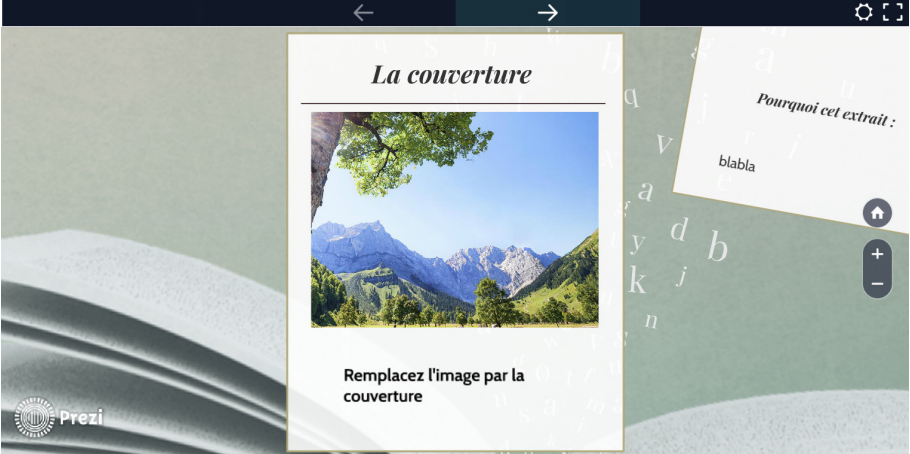 La couverture
Remplacez l'image par la
couverture
Pourquoi cet extrait :
blabla
Prezi